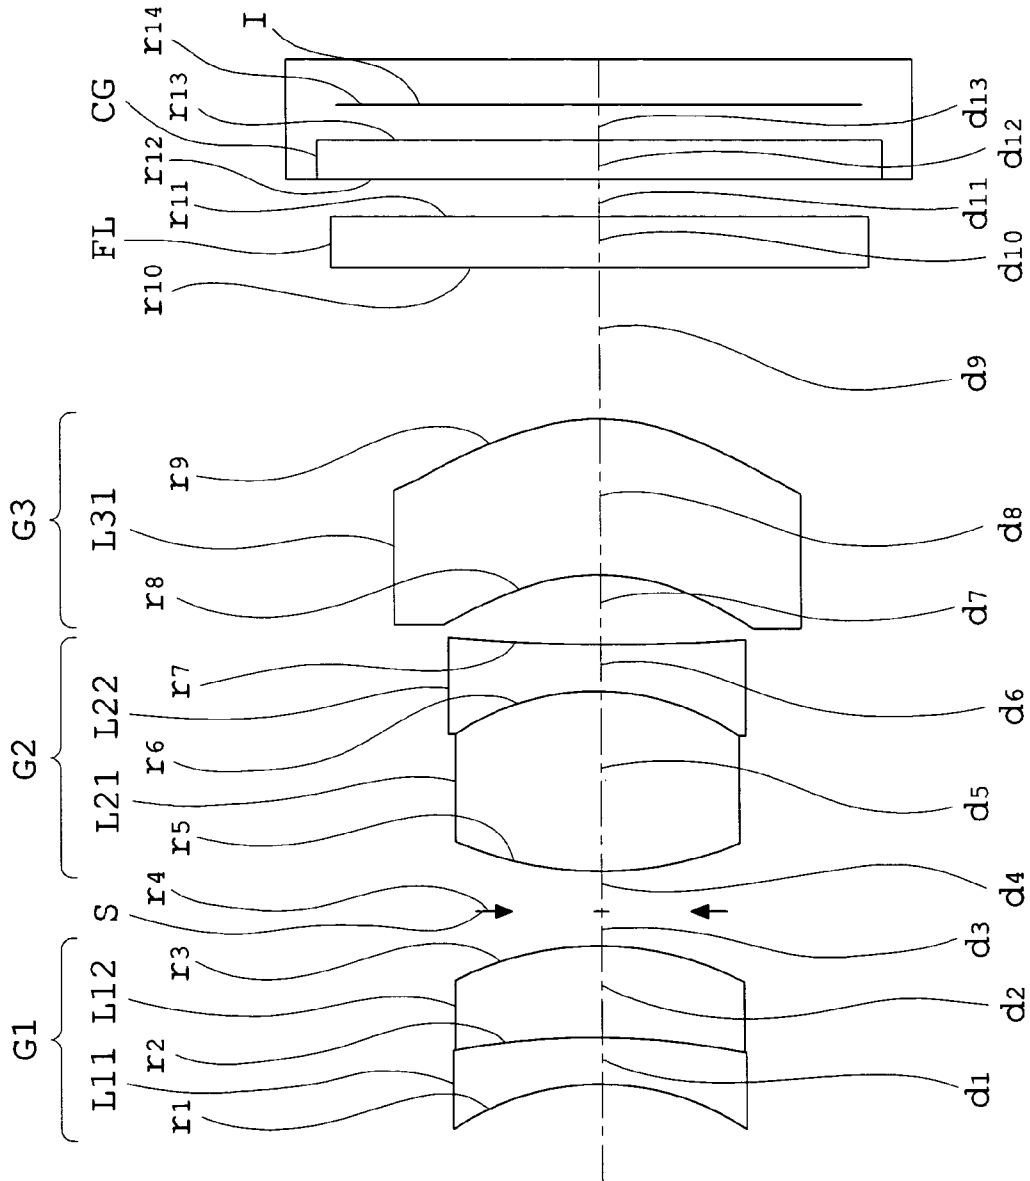 G1 G2 G3
L11 L12 S L21 L22 L31 FL CG
r1 r2 r3 r4 r5 r6 r7 r8 r9 r10 r11 r12 r13 r14 I
d1 d2 d3 d4 d5 d6 d7 d8 d9 d10 d11 d12 d13